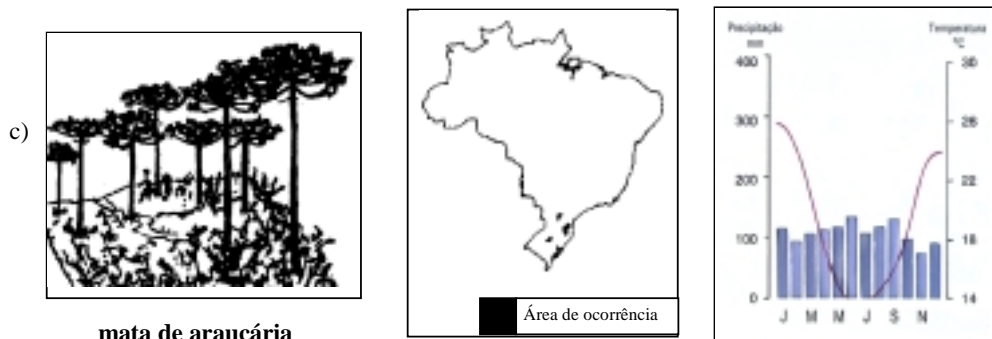 c)
mata de araucária
Área de ocorrência
Precipitação
mm
Temperatura
°C
400
300
200
100
0
30
26
22
18
14
J M M J S N